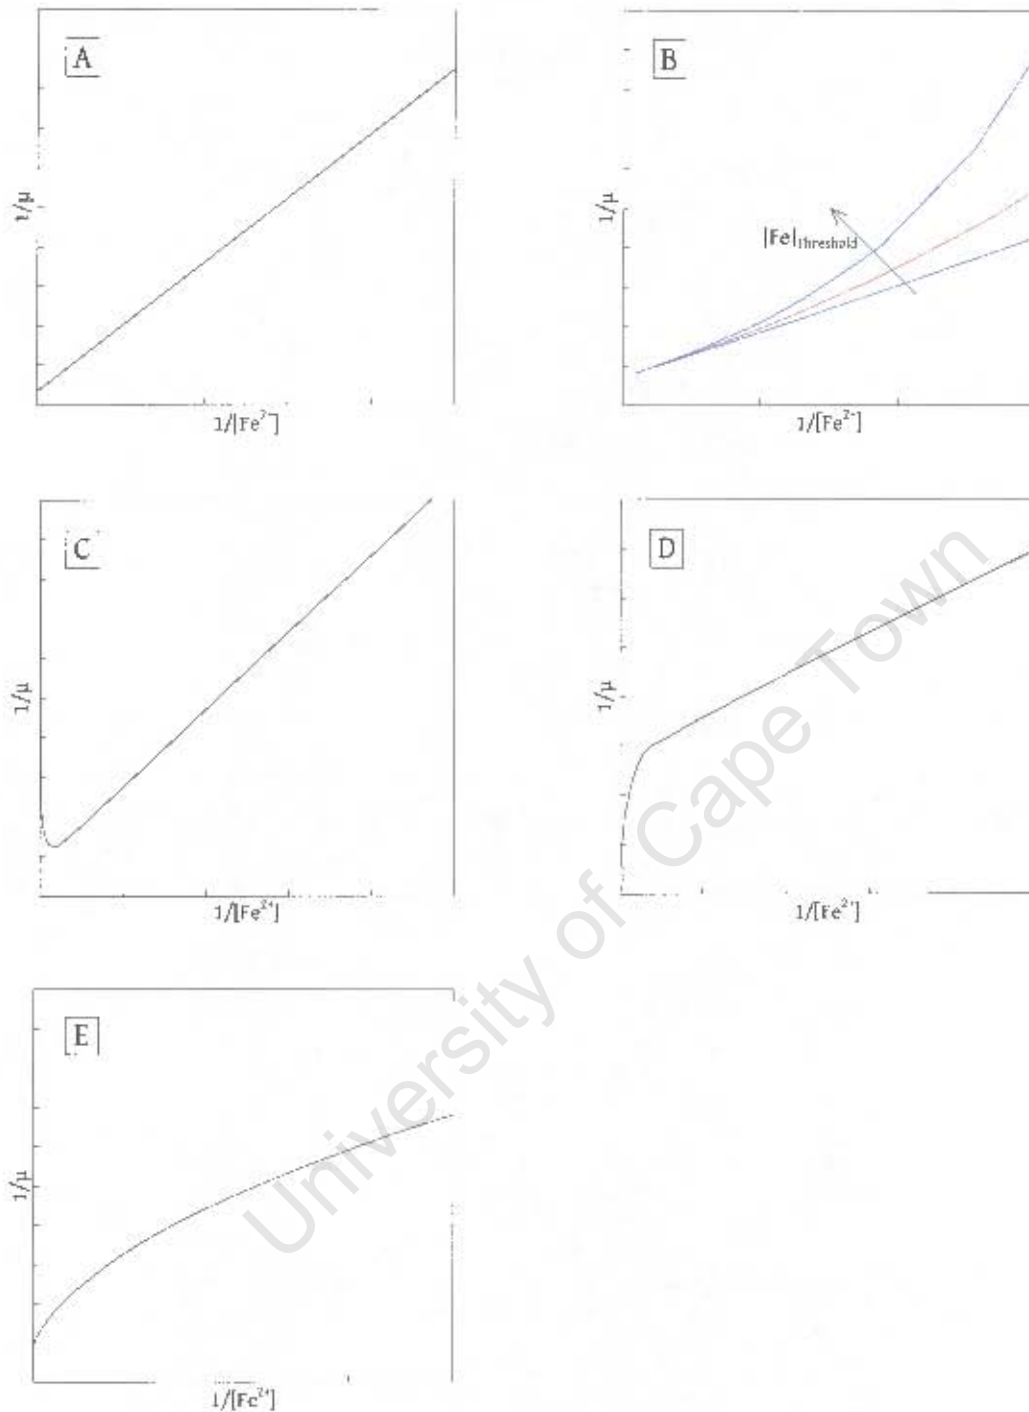 A
1/μ
1/[Fe²⁺]
B
1/μ
[Fe]Threshold
1/[Fe²⁺]
C
1/μ
1/[Fe²⁺]
D
1/μ
1/[Fe²⁺]
E
1/μ
1/[Fe²⁺]
University of Cape Town